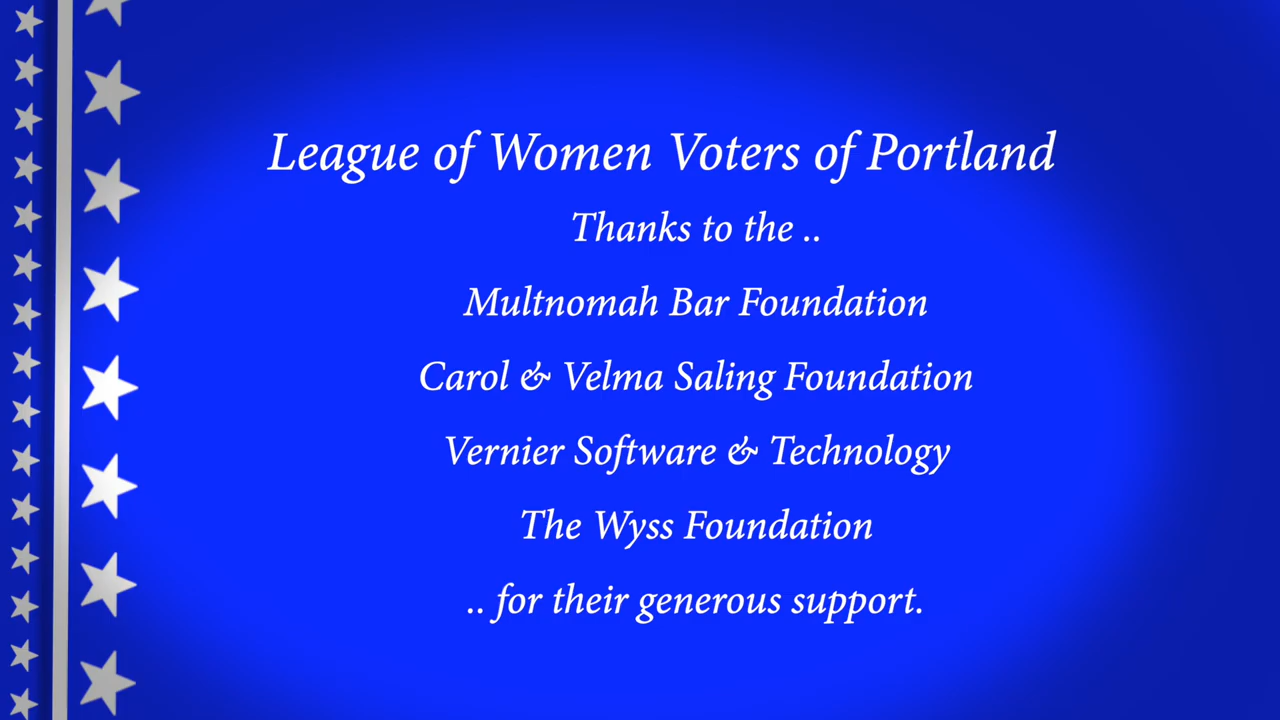 League of Women Voters of Portland
Thanks to the ..
Multnomah Bar Foundation
Carol & Velma Saling Foundation
Vernier Software & Technology
The Wyss Foundation
.. for their generous support.